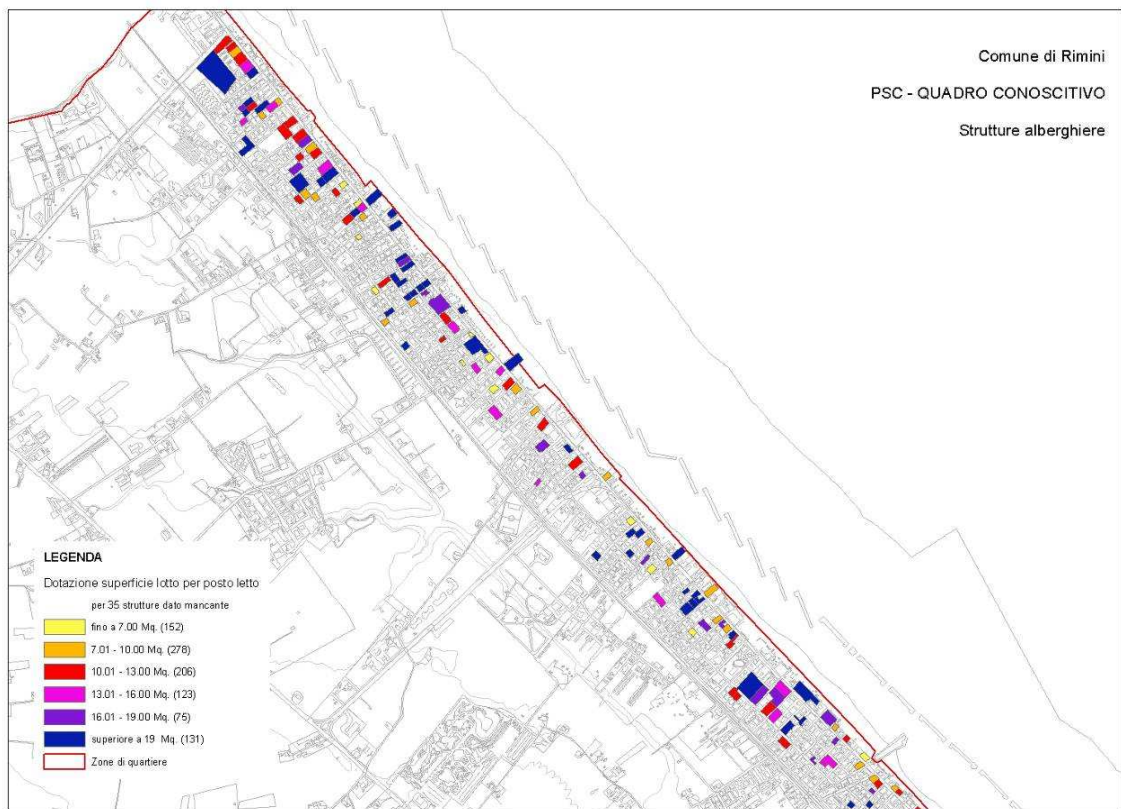 Comune di Rimini
PSC - QUADRO CONOSCITIVO
Strutture alberghiere
LEGENDA
Dotazione superficie lotto per posto letto
per 35 strutture dato mancante
fino a 7.00 Mq. (152)
7.01 - 10.00 Mq. (278)
10.01 - 13.00 Mq. (206)
13.01 - 16.00 Mq. (123)
16.01 - 19.00 Mq. (75)
superiore a 19 Mq. (131)
Zone di quartiere